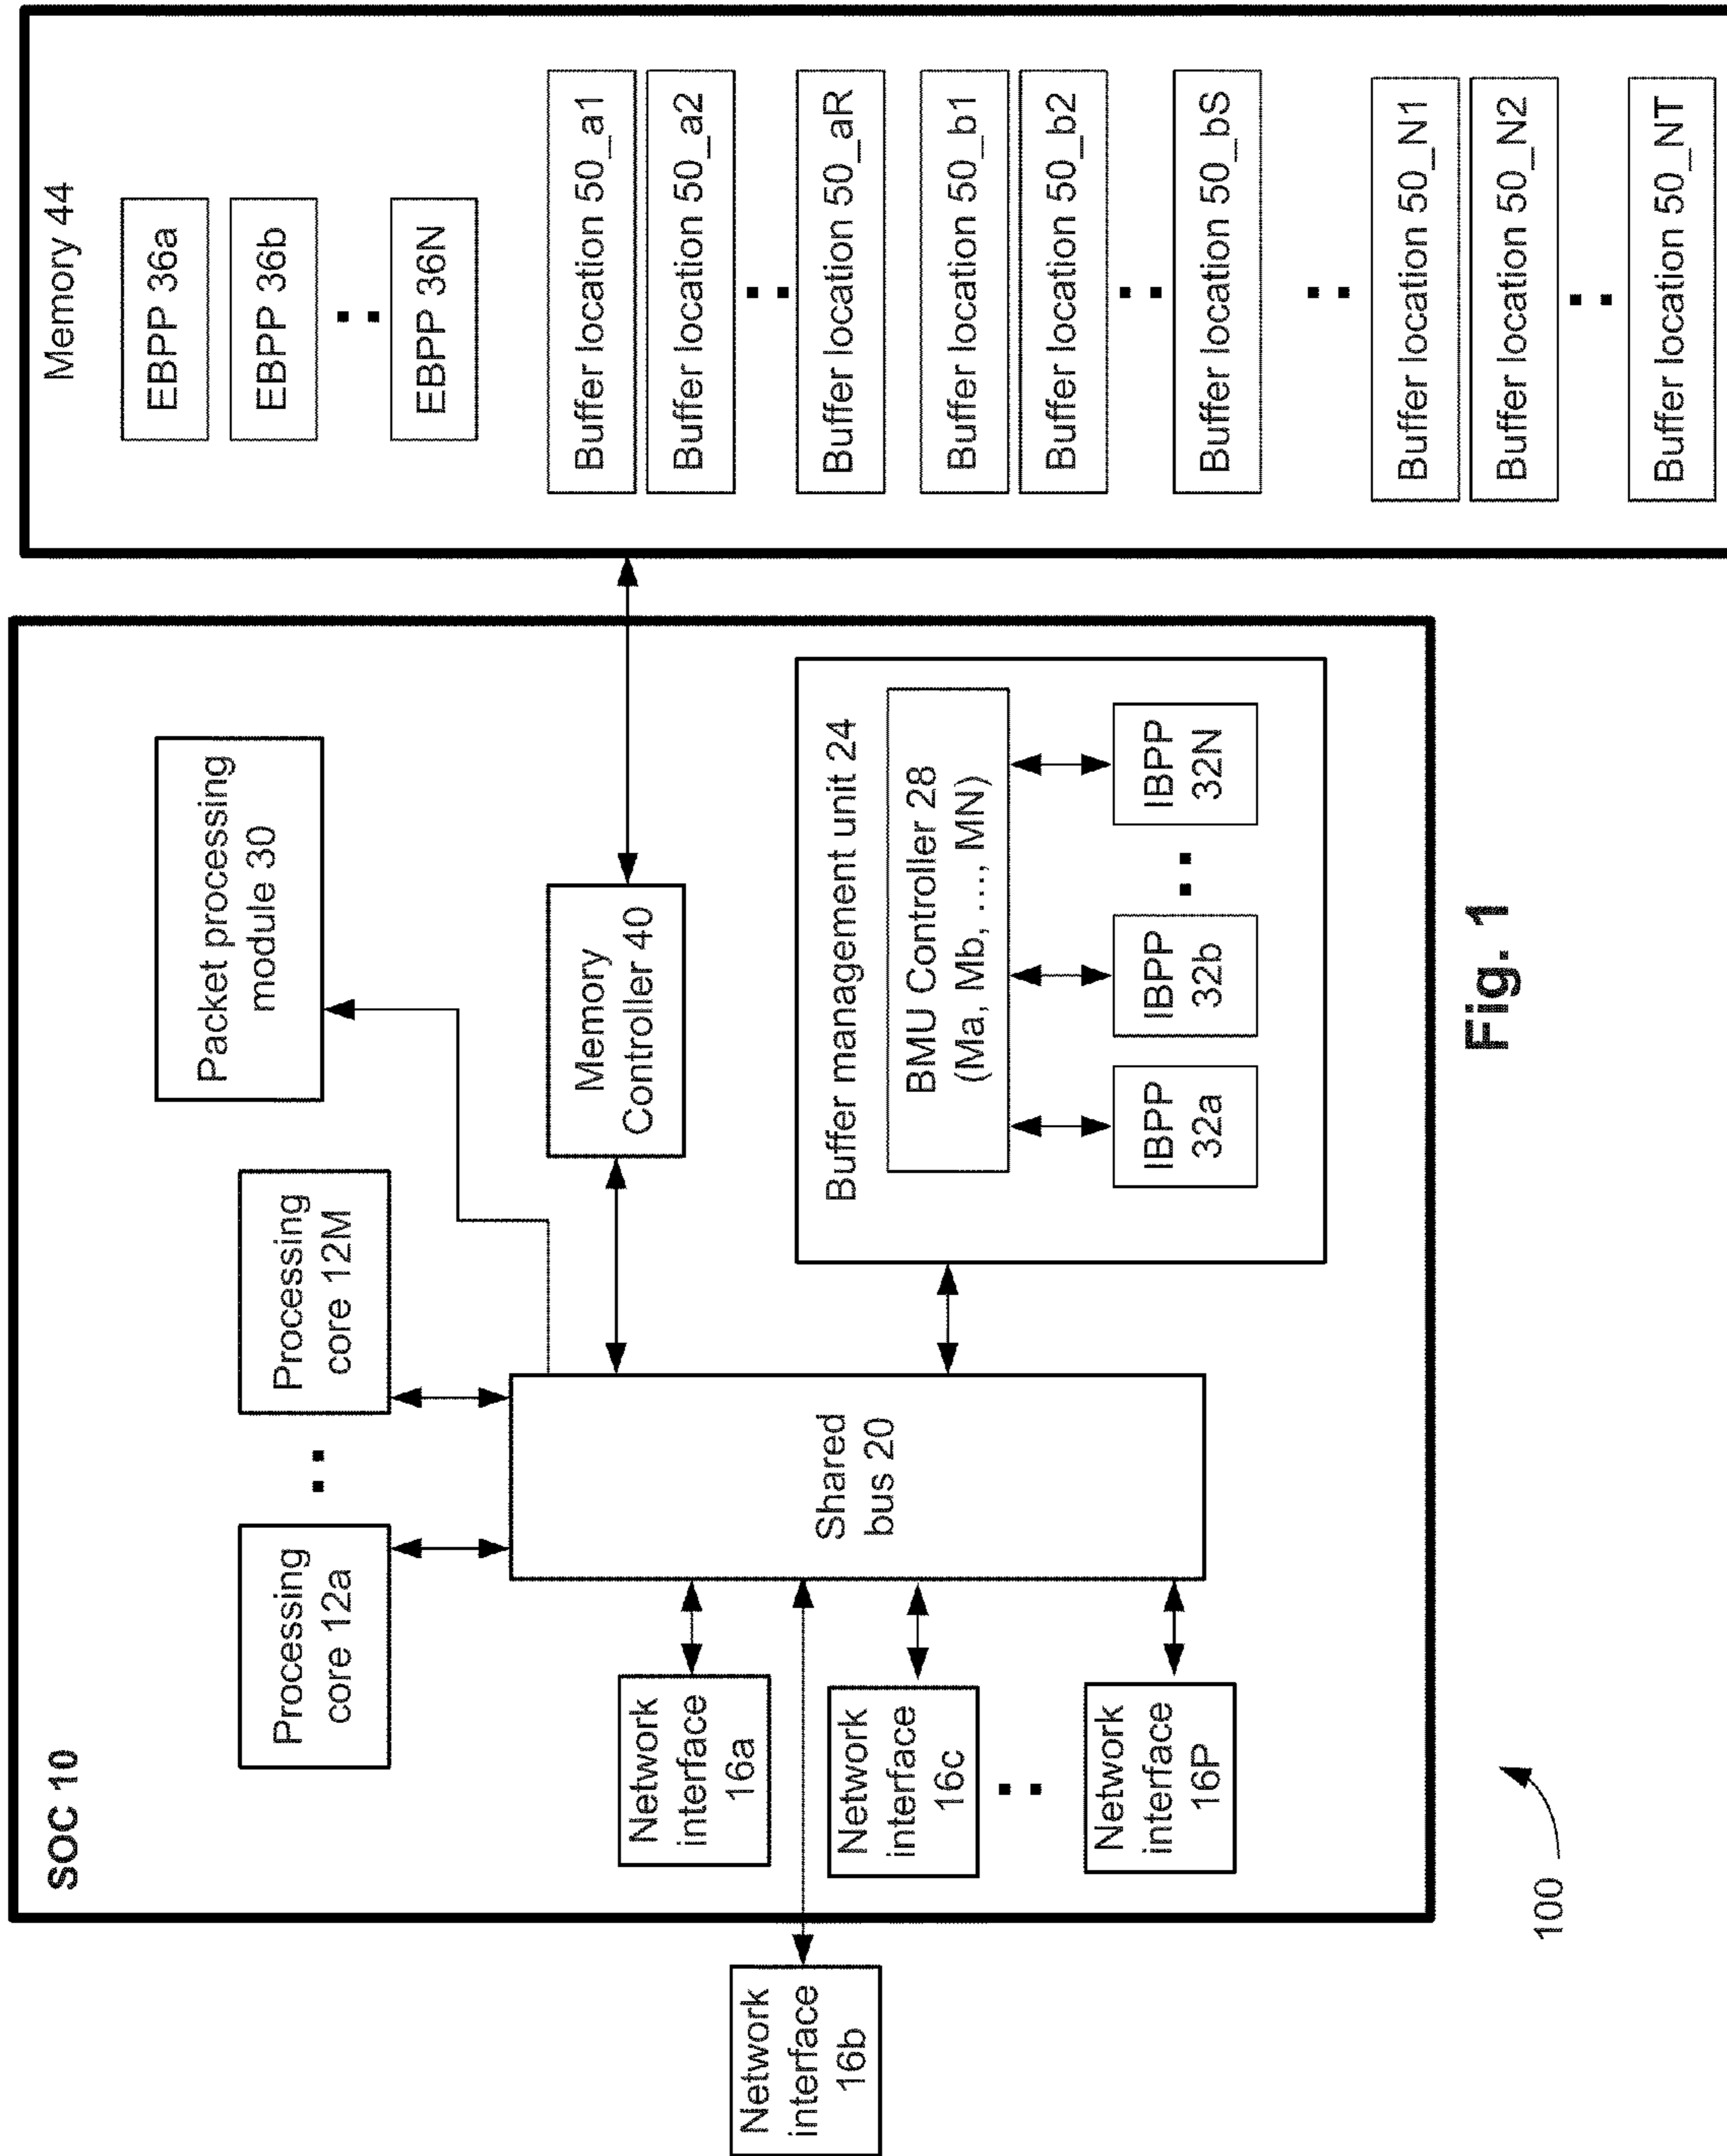 SOC 10
Processing
core 12a
Processing
core 12M
Packet processing
module 30
Network
interface
16a
Network
interface
16b
Network
interface
16c
Network
interface
16P
Shared
bus 20
Memory
Controller 40
Buffer management unit 24
BMU Controller 28
(Ma, Mb, ..., MN)
IBPP
32a
IBPP
32b
IBPP
32N
Memory 44
EBPP 36a
EBPP 36b
EBPP 36N
Buffer location 50_a1
Buffer location 50_a2
Buffer location 50_aR
Buffer location 50_b1
Buffer location 50_b2
Buffer location 50_bS
Buffer location 50_N1
Buffer location 50_N2
Buffer location 50_NT
100
Fig. 1